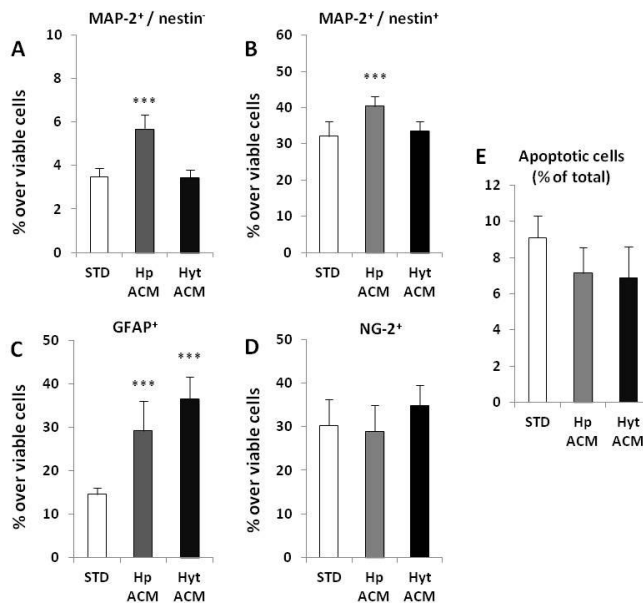 A
MAP-2⁺ / nestin⁻
% over viable cells
10
8
6
4
2
0
***
STD
Hp
ACM
Hyt
ACM
B
MAP-2⁺ / nestin⁺
% over viable cells
60
50
40
30
20
10
0
***
STD
Hp
ACM
Hyt
ACM
C
GFAP⁺
% over viable cells
50
40
30
20
10
0
***
***
STD
Hp
ACM
Hyt
ACM
D
NG-2⁺
% over viable cells
50
40
30
20
10
0
STD
Hp
ACM
Hyt
ACM
E
Apoptotic cells
(% of total)
12
10
8
6
4
2
0
STD
Hp
ACM
Hyt
ACM